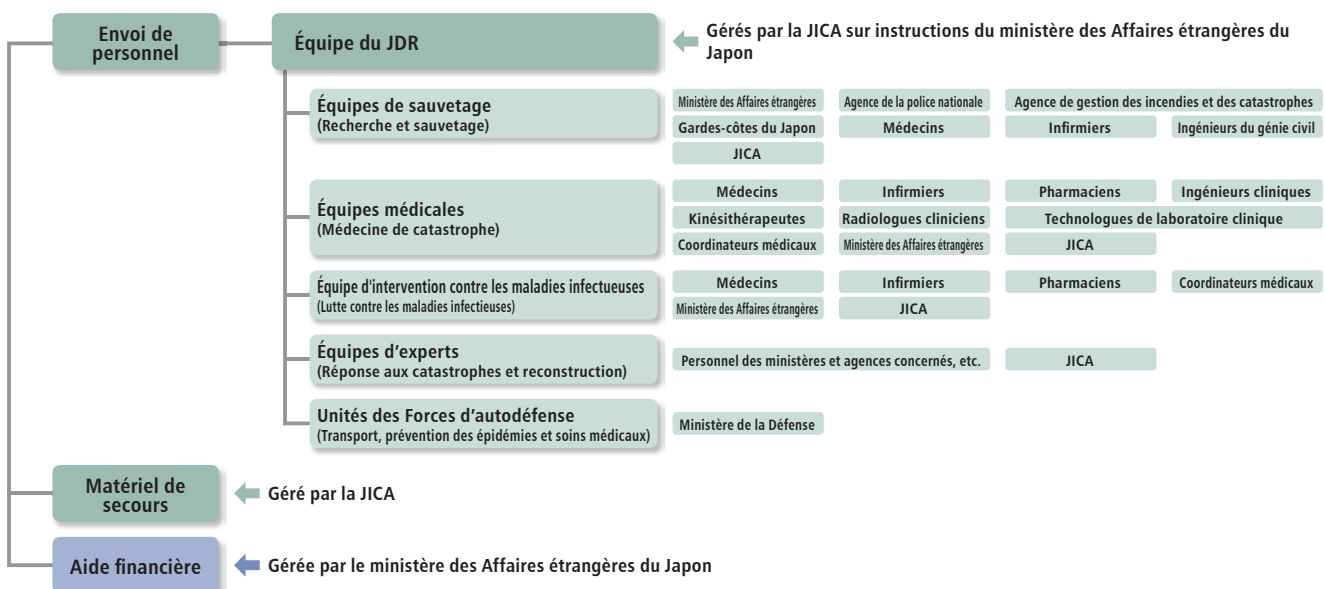 Envoi de
personnel
Équipe du JDR
Gérés par la JICA sur instructions du ministère des Affaires étrangères du
Japon
Équipes de sauvetage
(Recherche et sauvetage)
Ministère des Affaires étrangères
Agence de la police nationale
Agence de gestion des incendies et des catastrophes
Gardes-côtes du Japon
Médecins
Infirmiers
Ingénieurs du génie civil
JICA
Équipes médicales
(Médecine de catastrophe)
Médecins
Infirmiers
Pharmaciens
Ingénieurs cliniques
Kinésithérapeutes
Radiologues cliniciens
Technologues de laboratoire clinique
Coordinateurs médicaux
Ministère des Affaires étrangères
JICA
Équipe d'intervention contre les maladies infectueuses
(Lutte contre les maladies infectieuses)
Médecins
Infirmiers
Pharmaciens
Coordinateurs médicaux
Ministère des Affaires étrangères
JICA
Équipes d’experts
(Réponse aux catastrophes et reconstruction)
Personnel des ministères et agences concernés, etc.
JICA
Unités des Forces d’autodéfense
(Transport, prévention des épidémies et soins médicaux)
Ministère de la Défense
Matériel de
secours
Géré par la JICA
Aide financière
Gérée par le ministère des Affaires étrangères du Japon